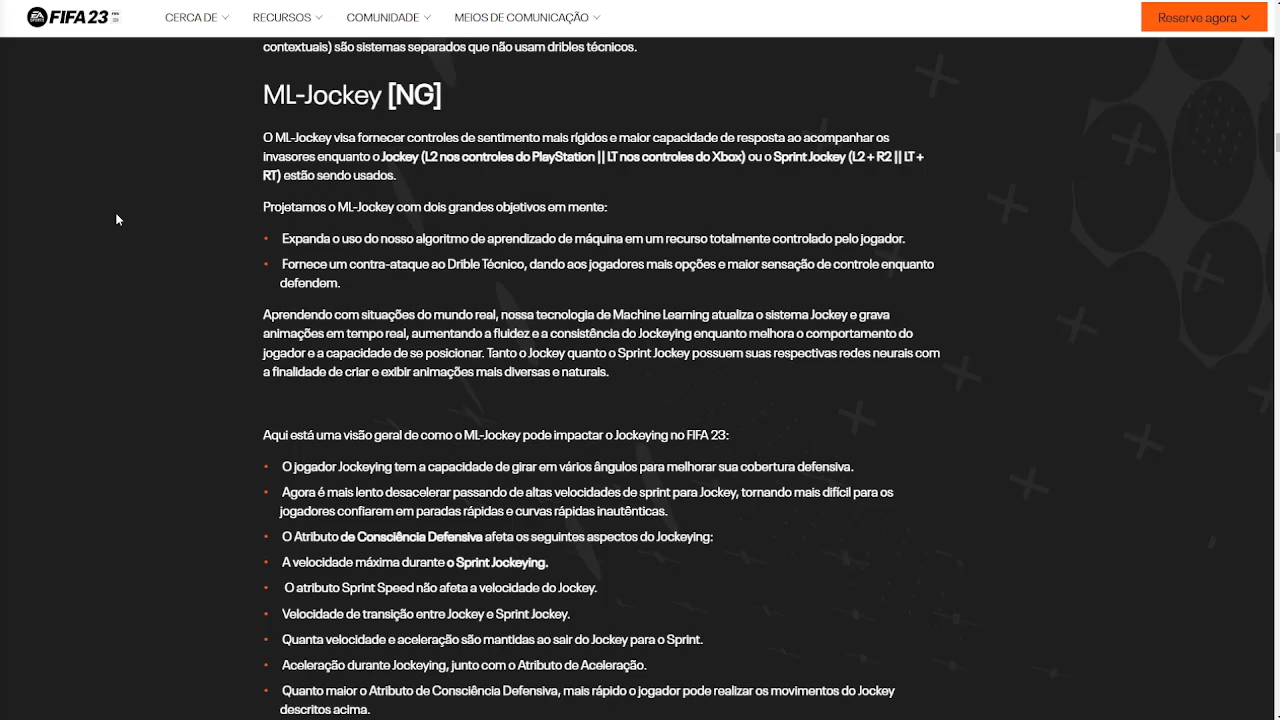 EA SPORTS FIFA 23
CERCA DE RECURSOS COMUNIDADE MEIOS DE COMUNICAÇÃO Reserve agora
contextuais) são sistemas separados que não usam dribles técnicos.
ML-Jockey [NG]
O ML-Jockey visa fornecer controles de sentimento mais rígidos e maior capacidade de resposta ao acompanhar os
invasores enquanto o Jockey (L2 nos controles do PlayStation || LT nos controles do Xbox) ou o Sprint Jockey (L2 + R2 || LT +
RT) estão sendo usados.
Projetamos o ML-Jockey com dois grandes objetivos em mente:
• Expanda o uso do nosso algoritmo de aprendizado de máquina em um recurso totalmente controlado pelo jogador.
• Fornece um contra-ataque ao Drible Técnico, dando aos jogadores mais opções e maior sensação de controle enquanto
defendem.
Aprendendo com situações do mundo real, nossa tecnologia de Machine Learning atualiza o sistema Jockey e grava
animações em tempo real, aumentando a fluidez e a consistência do Jockeying enquanto melhora o comportamento do
jogador e a capacidade de se posicionar. Tanto o Jockey quanto o Sprint Jockey possuem suas respectivas redes neurais com
a finalidade de criar e exibir animações mais diversas e naturais.
Aqui está uma visão geral de como o ML-Jockey pode impactar o Jockeying no FIFA 23:
• O jogador Jockeying tem a capacidade de girar em vários ângulos para melhorar sua cobertura defensiva.
• Agora é mais lento desacelerar passando de altas velocidades de sprint para Jockey, tornando mais difícil para os
jogadores confiarem em paradas rápidas e curvas rápidas inautênticas.
• O Atributo de Consciência Defensiva afeta os seguintes aspectos do Jockeying:
• A velocidade máxima durante o Sprint Jockeying.
• O atributo Sprint Speed não afeta a velocidade do Jockey.
• Velocidade de transição entre Jockey e Sprint Jockey.
• Quanta velocidade e aceleração são mantidas ao sair do Jockey para o Sprint.
• Aceleração durante Jockeying, junto com o Atributo de Aceleração.
• Quanto maior o Atributo de Consciência Defensiva, mais rápido o jogador pode realizar os movimentos do Jockey
descritos acima.